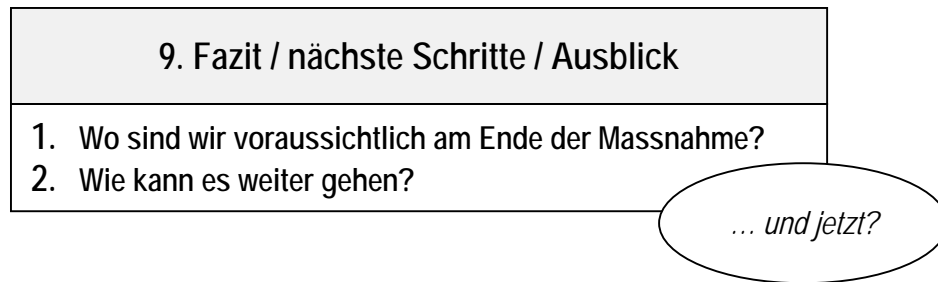 9. Fazit / nächste Schritte / Ausblick
1. Wo sind wir voraussichtlich am Ende der Massnahme?
2. Wie kann es weiter gehen?
... und jetzt?